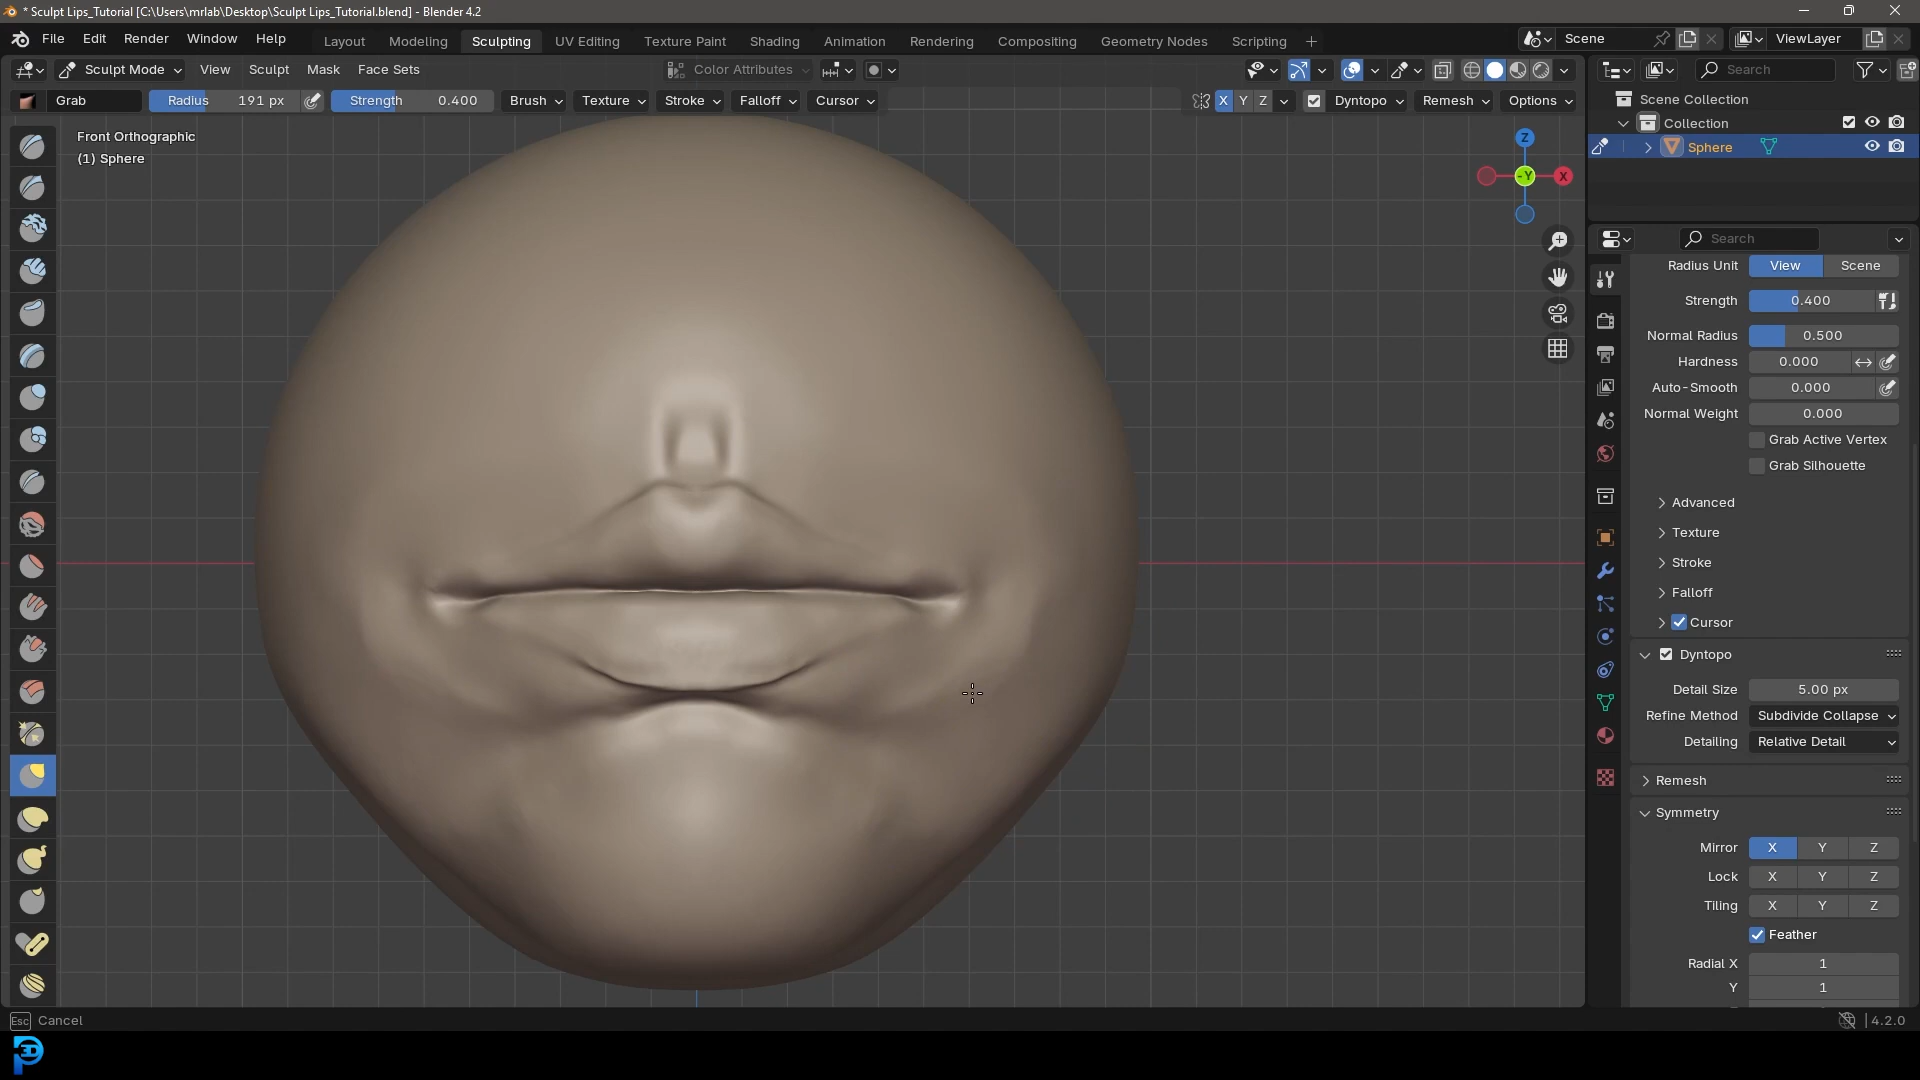 * Sculpt Lips_Tutorial [C:\Users\mrlab\Desktop\Sculpt Lips_Tutorial.blend] - Blender 4.2
File Edit Render Window Help Layout Modeling Sculpting UV Editing Texture Paint Shading Animation Rendering Compositing Geometry Nodes Scripting + Scene ViewLayer
Sculpt Mode View Sculpt Mask Face Sets Color Attributes Search
Grab Radius 191 px Strength 0.400 Brush Texture Stroke Falloff Cursor X Y Z Dyntopo Remesh Options
Scene Collection
Collection
Sphere
Front Orthographic
(1) Sphere
Z
-Y X
Search
Radius Unit View Scene
Strength 0.400
Normal Radius 0.500
Hardness 0.000
Auto-Smooth 0.000
Normal Weight 0.000
Grab Active Vertex
Grab Silhouette
Advanced
Texture
Stroke
Falloff
Cursor
Dyntopo
Detail Size 5.00 px
Refine Method Subdivide Collapse
Detailing Relative Detail
Remesh
Symmetry
Mirror X Y Z
Lock X Y Z
Tiling X Y Z
Feather
Radial X 1
Y 1
Esc Cancel
4.2.0